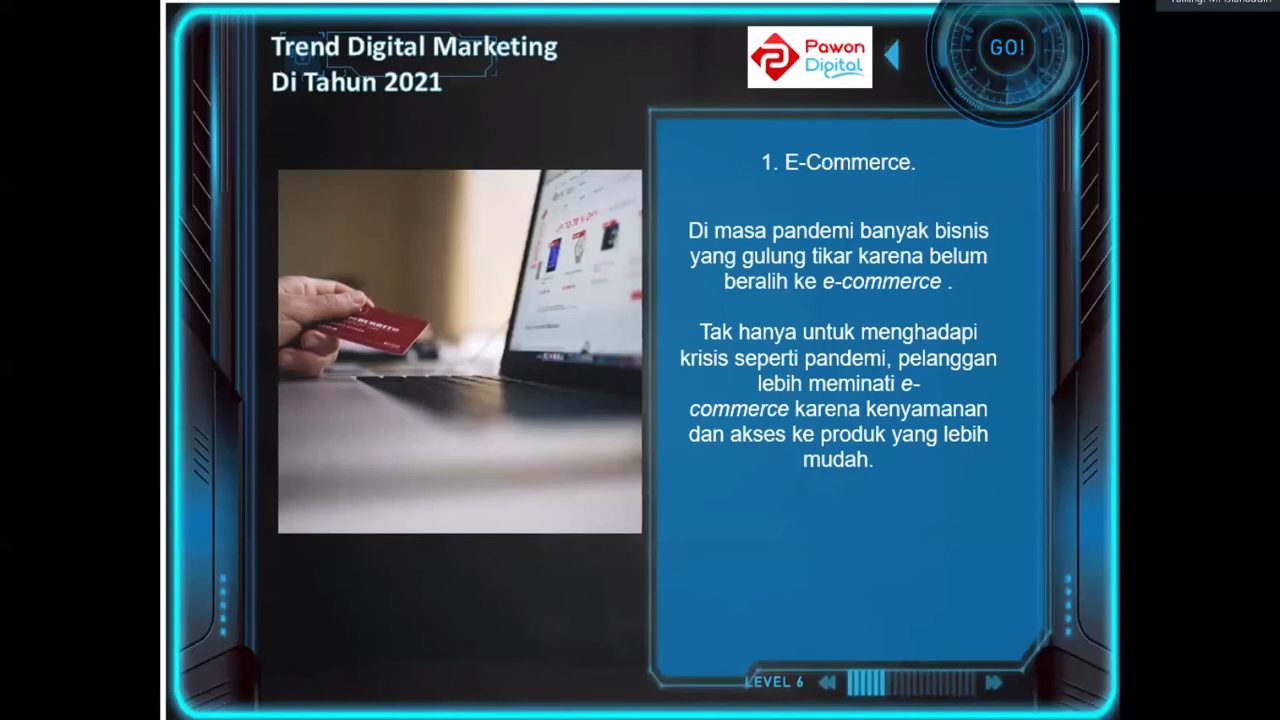 Trend Digital Marketing
Di Tahun 2021
Pawon
Dipital
GO!
1. E-Commerce.
Di masa pandemi banyak bisnis
yang gulung tikar karena belum
beralih ke e-commerce .
Tak hanya untuk menghadapi
krisis seperti pandemi, pelanggan
lebih meminati e-
commerce karena kenyamanan
dan akses ke produk yang lebih
mudah.
LEVEL 6